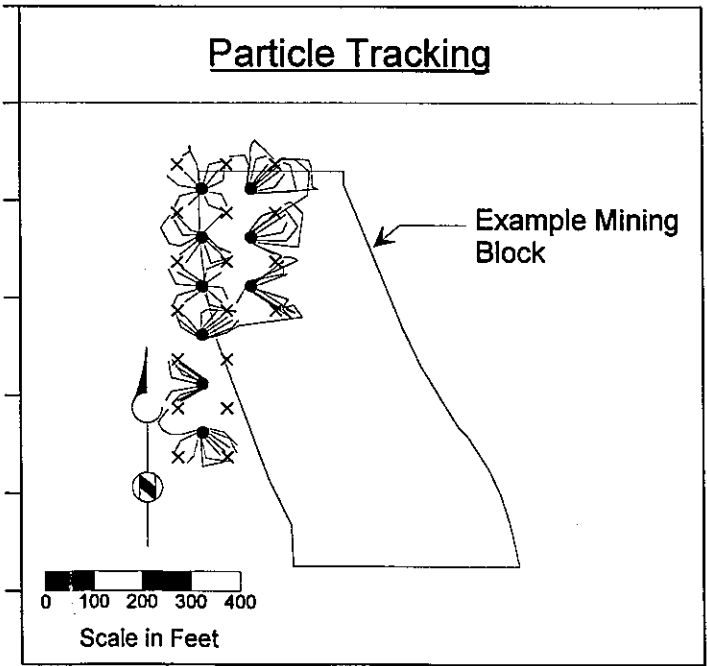 Particle Tracking
Example Mining
Block
0 100 200 300 400
Scale in Feet